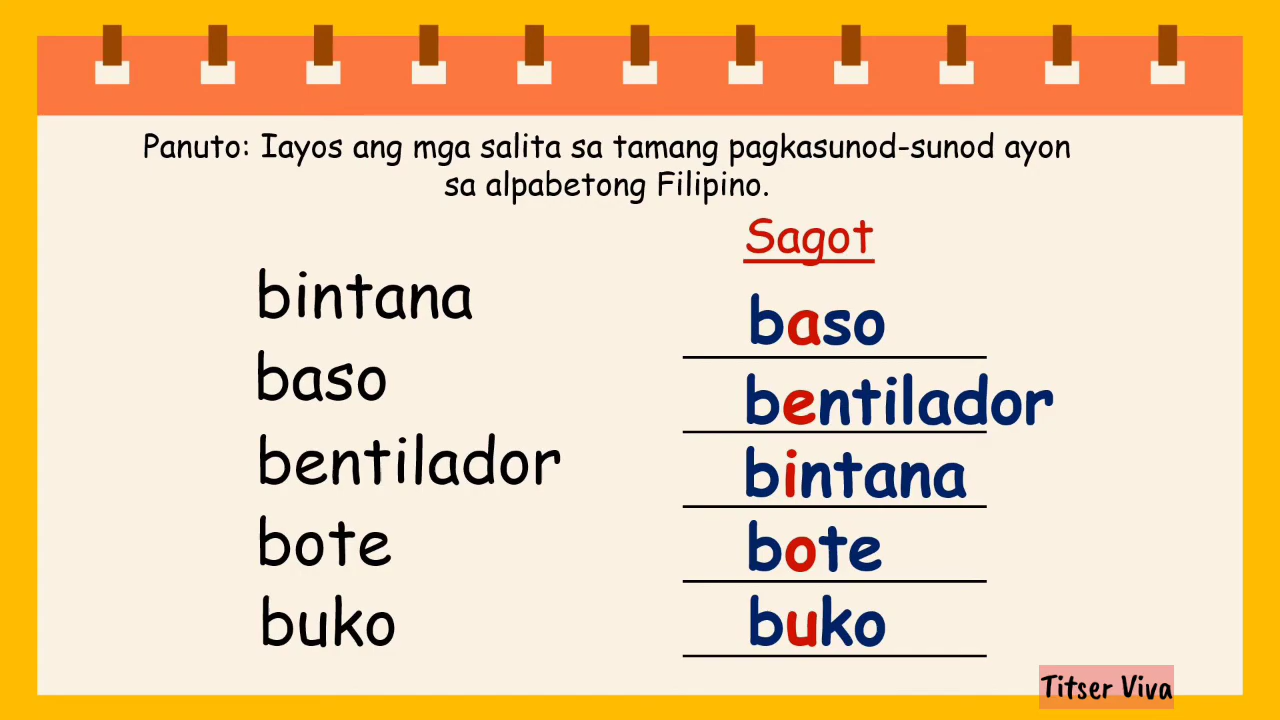 Panuto: Iayos ang mga salita sa tamang pagkasunod-sunod ayon
sa alpabetong Filipino.
bintana
baso
bentilador
bote
buko
Sagot
baso
bentilador
bintana
bote
buko
Titser Viva